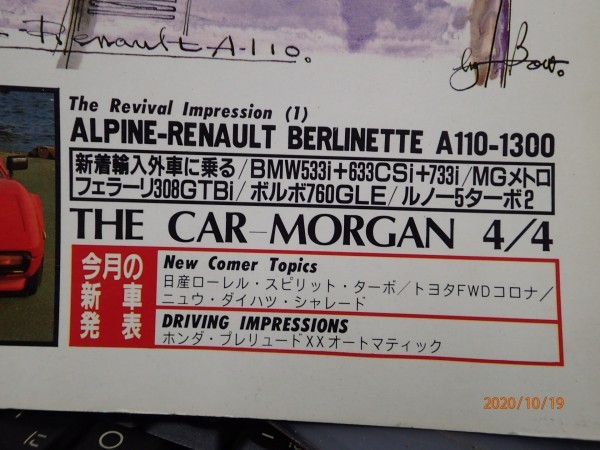 Renault A-110.
by Bow.
The Revival Impression (1)
ALPINE-RENAULT BERLINETTE A110-1300
新着輸入外車に乗る/BMW533i+633CSi+733i/MGメトロ
フェラーリ308GTBi/ボルボ760GLE/ルノー5ターボ2
THE CAR-MORGAN 4/4
今月の
新車
発表
New Comer Topics
日産ローレル・スピリット・ターボ/トヨタFWDコロナ/
ニュウ・ダイハツ・シャレード
DRIVING IMPRESSIONS
ホンダ・プレリュードXXオートマティック
2020/10/19
に
ō